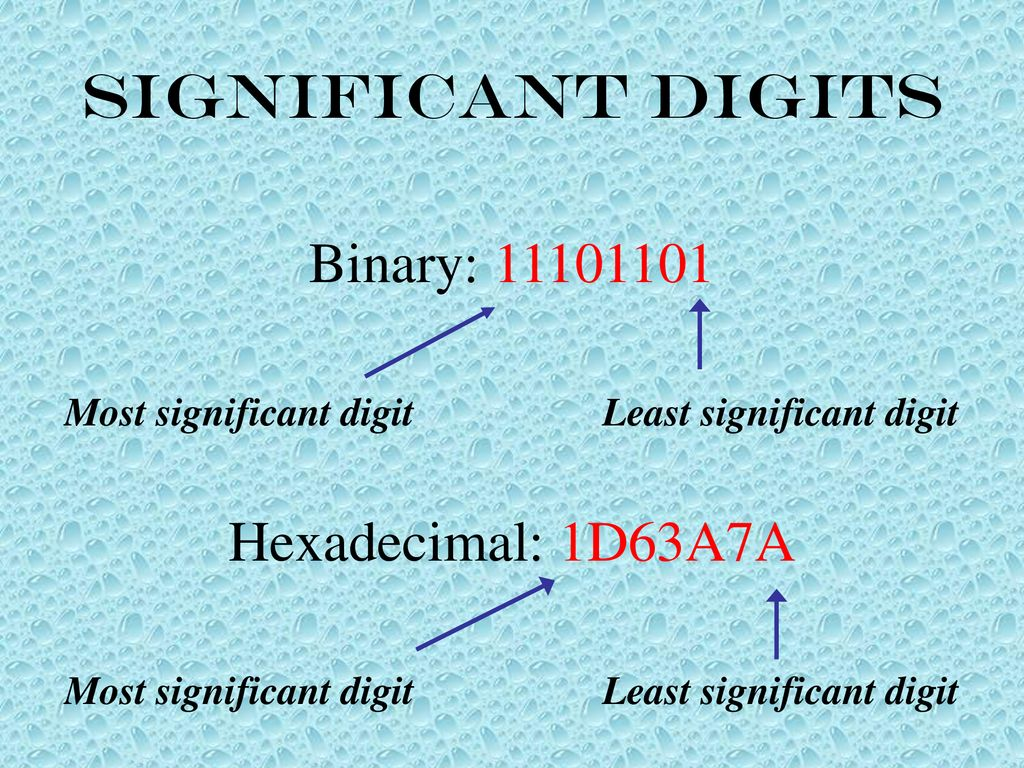 SIGNIFICANT DIGITS
Binary: 11101101
Most significant digit Least significant digit
Hexadecimal: 1D63A7A
Most significant digit Least significant digit